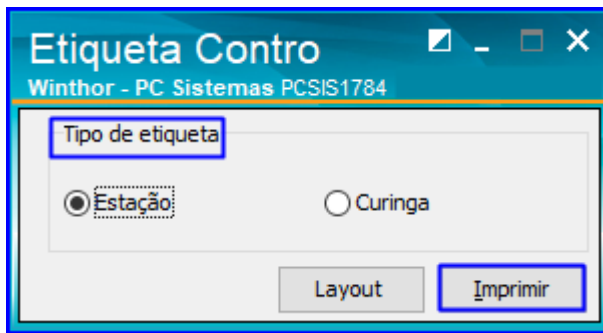 Etiqueta Contro
Winthor - PC Sistemas PCSIS1784
Tipo de etiqueta
Estação Curinga
Layout Imprimir